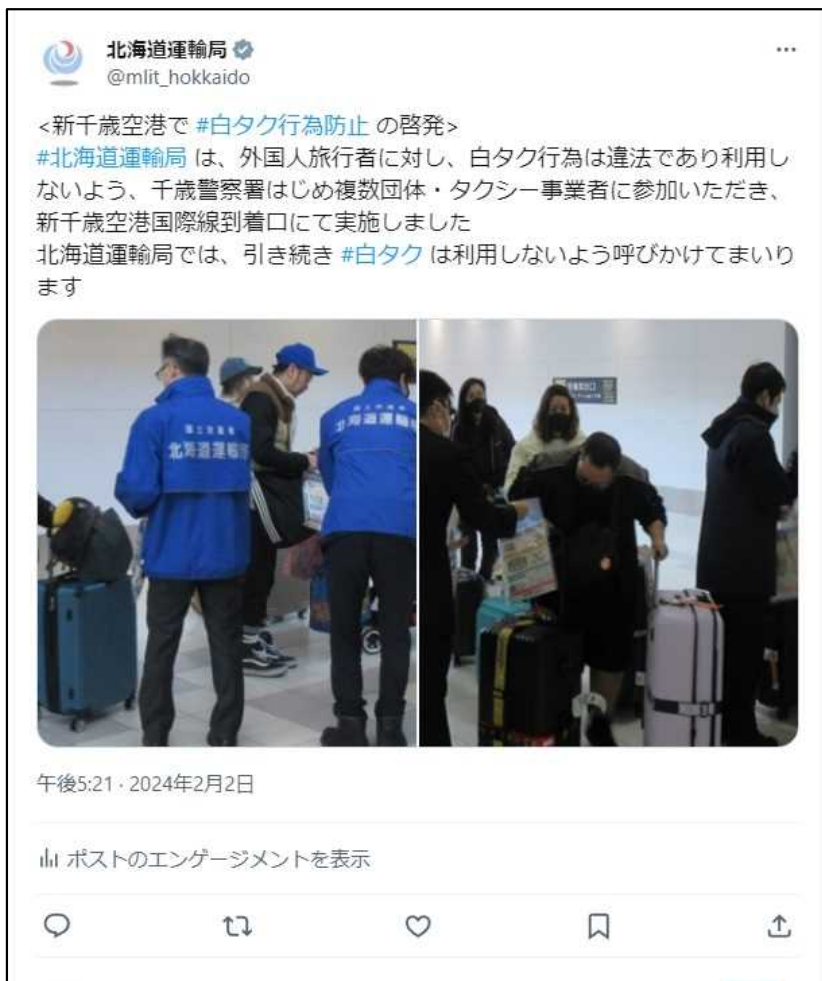 北海道運輸局
@mlit_hokkaido
<新千歳空港で #白タク行為防止 の啓発>
#北海道運輸局 は、外国人旅行者に対し、白タク行為は違法であり利用し
ないよう、千歳警察署はじめ複数団体・タクシー事業者に参加いただき、
新千歳空港国際線到着口にて実施しました
北海道運輸局では、引き続き #白タク は利用しないよう呼びかけてまいり
ます
国土交通省
北海道運輸局
北海道運輸
午後5:21 · 2024年2月2日
ポストのエンゲージメントを表示